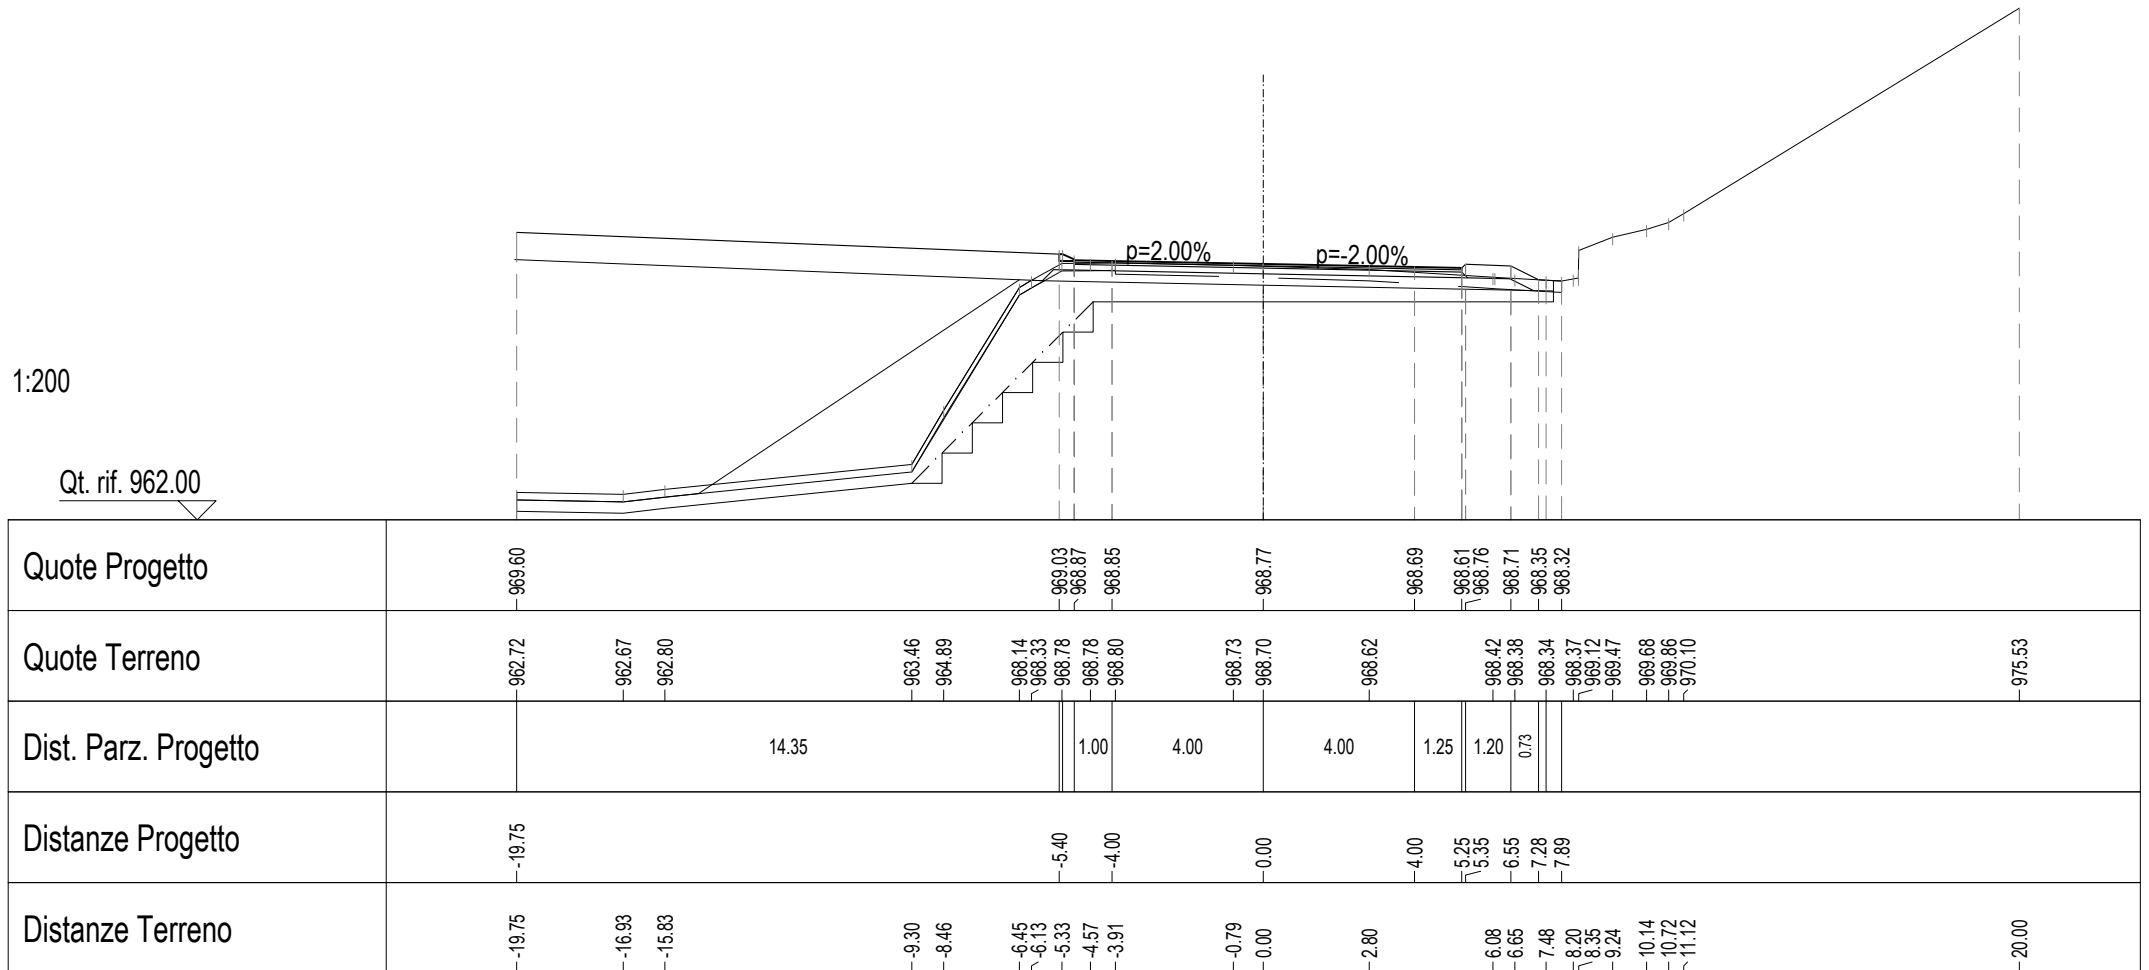 p=2.00% p=-2.00%
1:200
Qt. rif. 962.00
Quote Progetto 969.60 969.03 968.87 968.85 968.77 968.69 968.61 968.76 968.71 968.35 968.32
Quote Terreno 962.72 962.67 962.80 963.46 964.89 968.14 968.33 968.78 968.78 968.80 968.73 968.70 968.62 968.42 968.38 968.34 968.37 969.12 969.47 969.68 969.86 970.10 975.53
Dist. Parz. Progetto 14.35 1.00 4.00 4.00 1.25 1.20 0.73
Distanze Progetto -19.75 -5.40 -4.00 0.00 4.00 5.25 5.35 6.55 7.28 7.89
Distanze Terreno -19.75 -16.93 -15.83 -9.30 -8.46 -6.45 -6.13 -5.33 -4.57 -3.91 -0.79 0.00 2.80 6.08 6.65 7.48 8.20 8.35 9.24 10.14 10.72 11.12 20.00